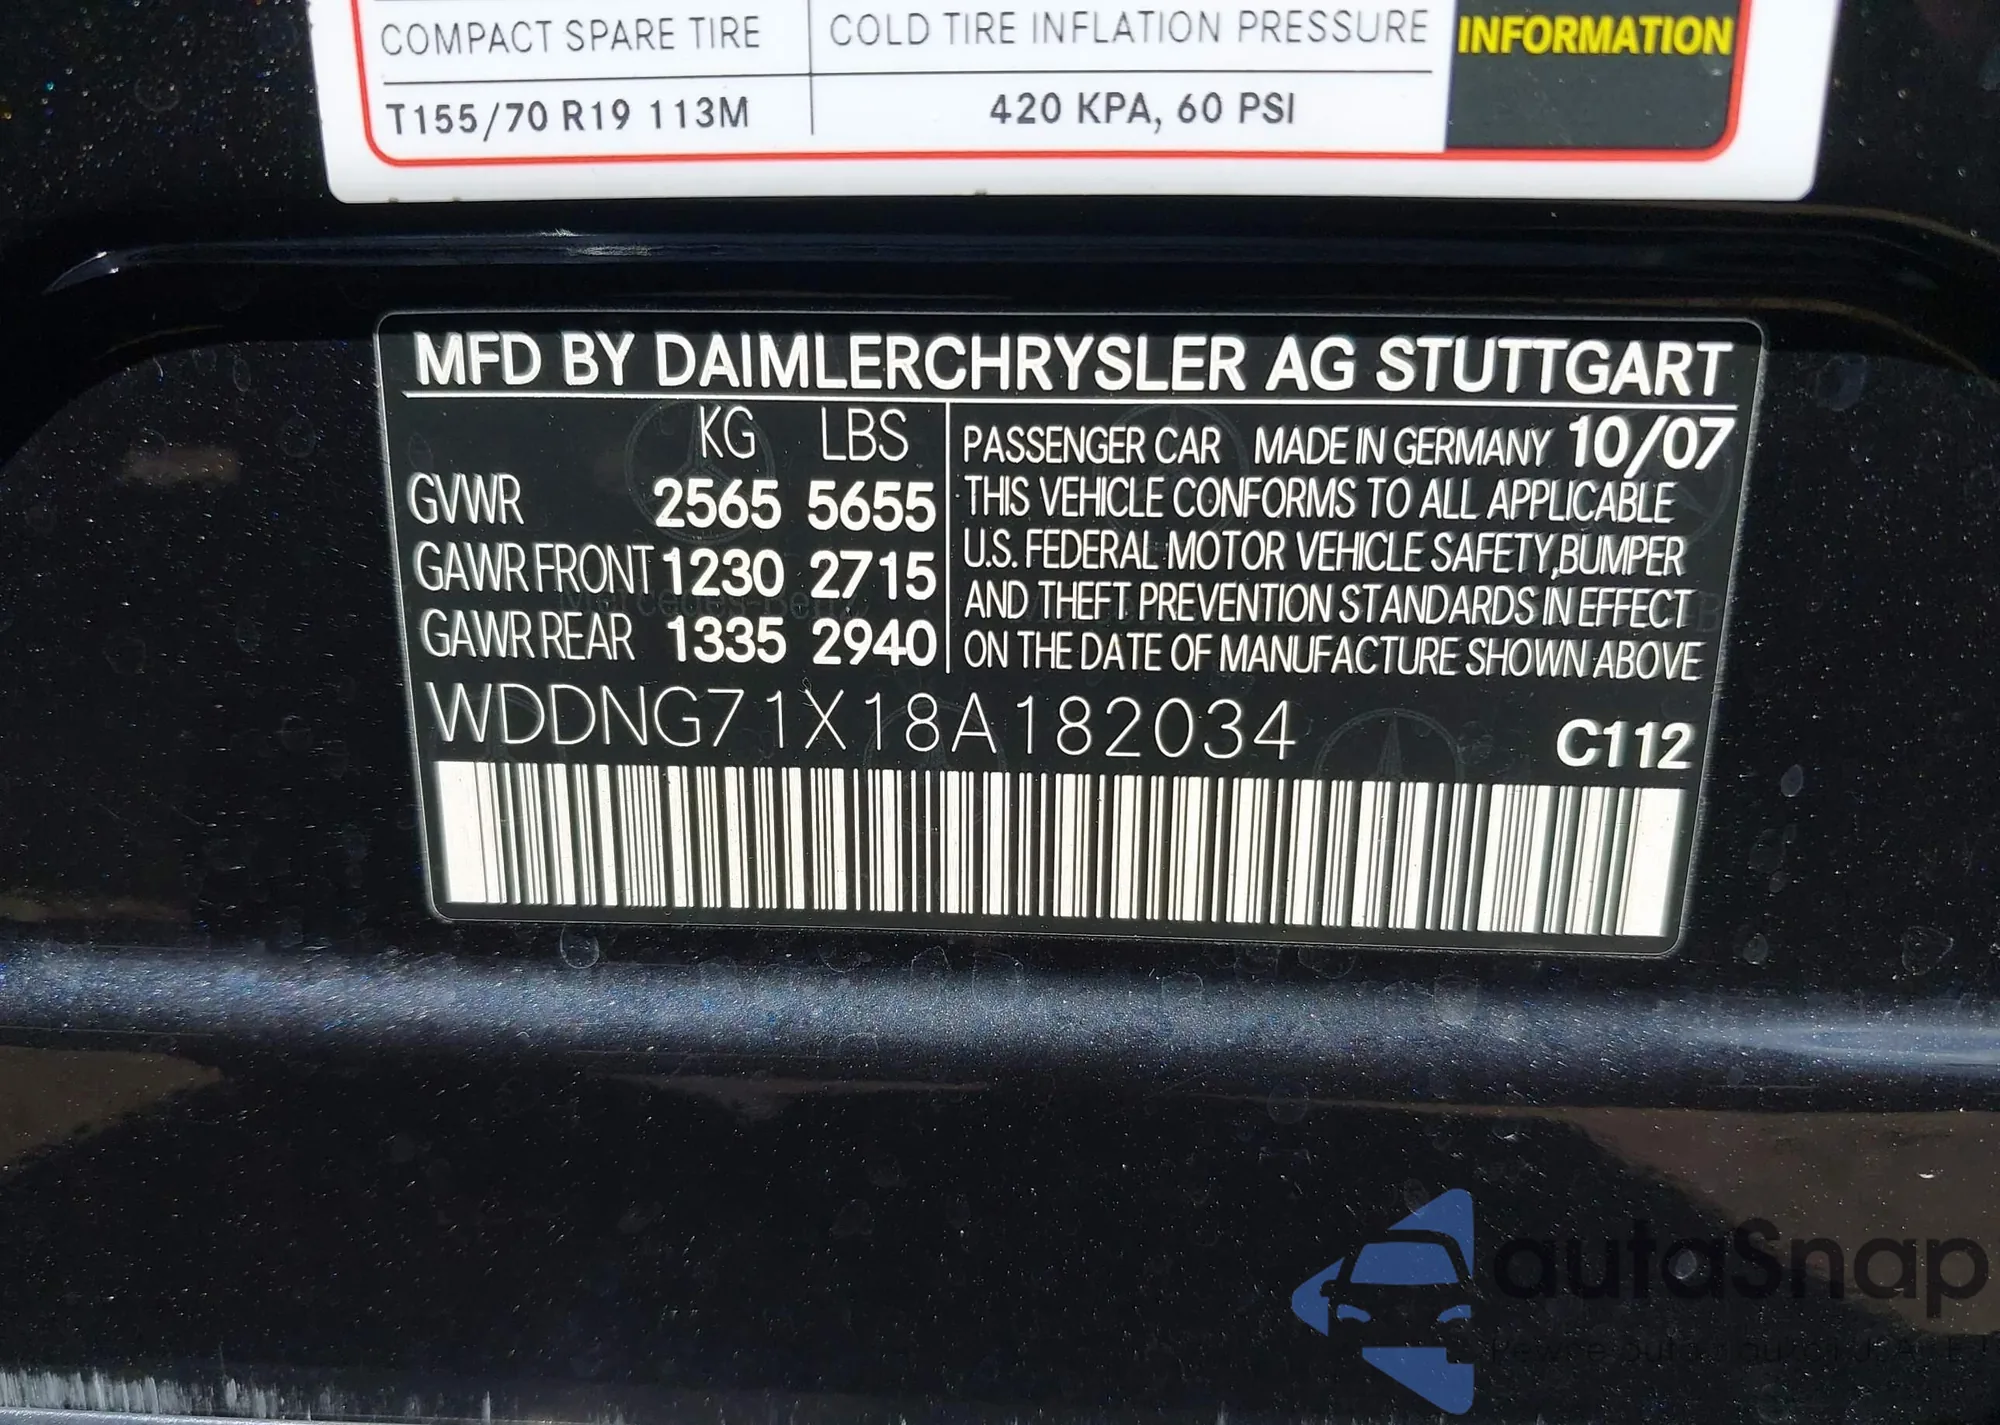 COMPACT SPARE TIRE COLD TIRE INFLATION PRESSURE INFORMATION
T155/70 R19 113M 420 KPA, 60 PSI
MFD BY DAIMLERCHRYSLER AG STUTTGART
KG LBS
GVWR 2565 5655
GAWR FRONT 1230 2715
GAWR REAR 1335 2940
PASSENGER CAR MADE IN GERMANY 10/07
THIS VEHICLE CONFORMS TO ALL APPLICABLE
U.S. FEDERAL MOTOR VEHICLE SAFETY,BUMPER
AND THEFT PREVENTION STANDARDS IN EFFECT
ON THE DATE OF MANUFACTURE SHOWN ABOVE
WDDNG71X18A182034
C112
autaSnap